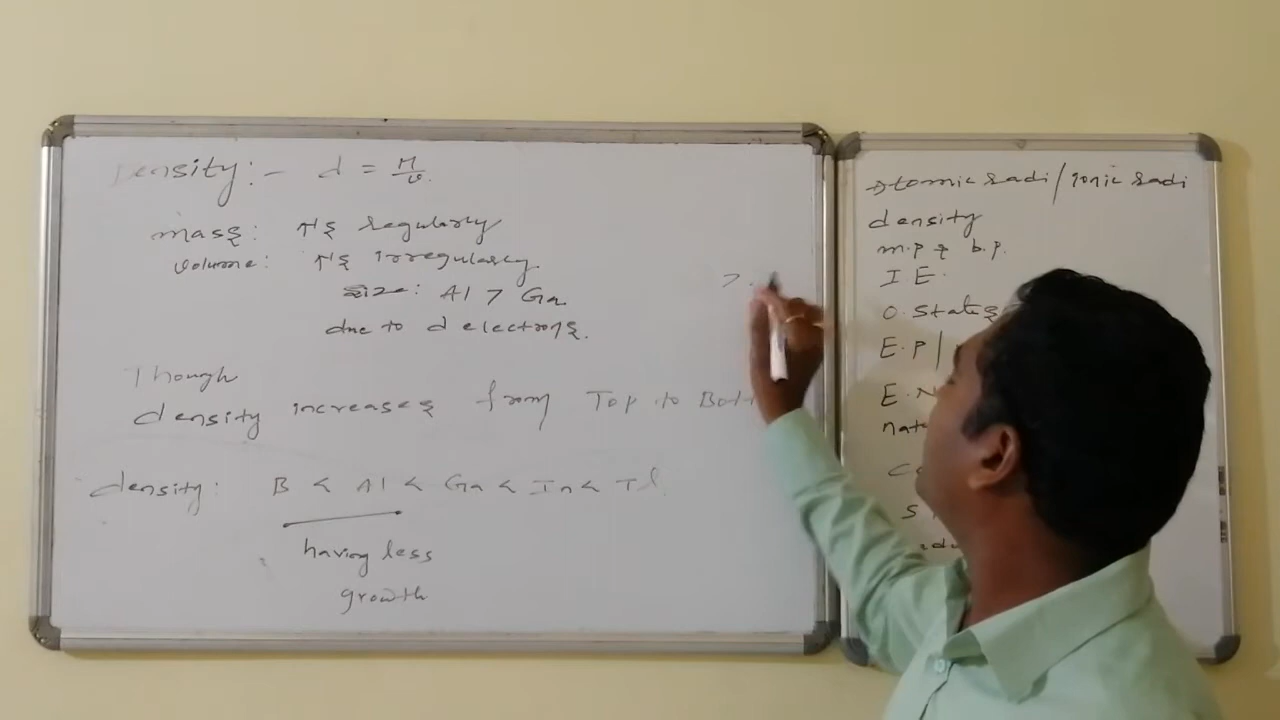 Density:- d = M/v.
mass: ↑s regularly
volume: ↑s irregularly
size: Al > Ga
due to d electrons.
Though
density increases from Top to Bott
density: B < Al < Ga < In < Tl.
having less
growth
Atomic radi/ionic radi
density
m.p & b.p.
I E.
O. States
E.P/
E.N
natu